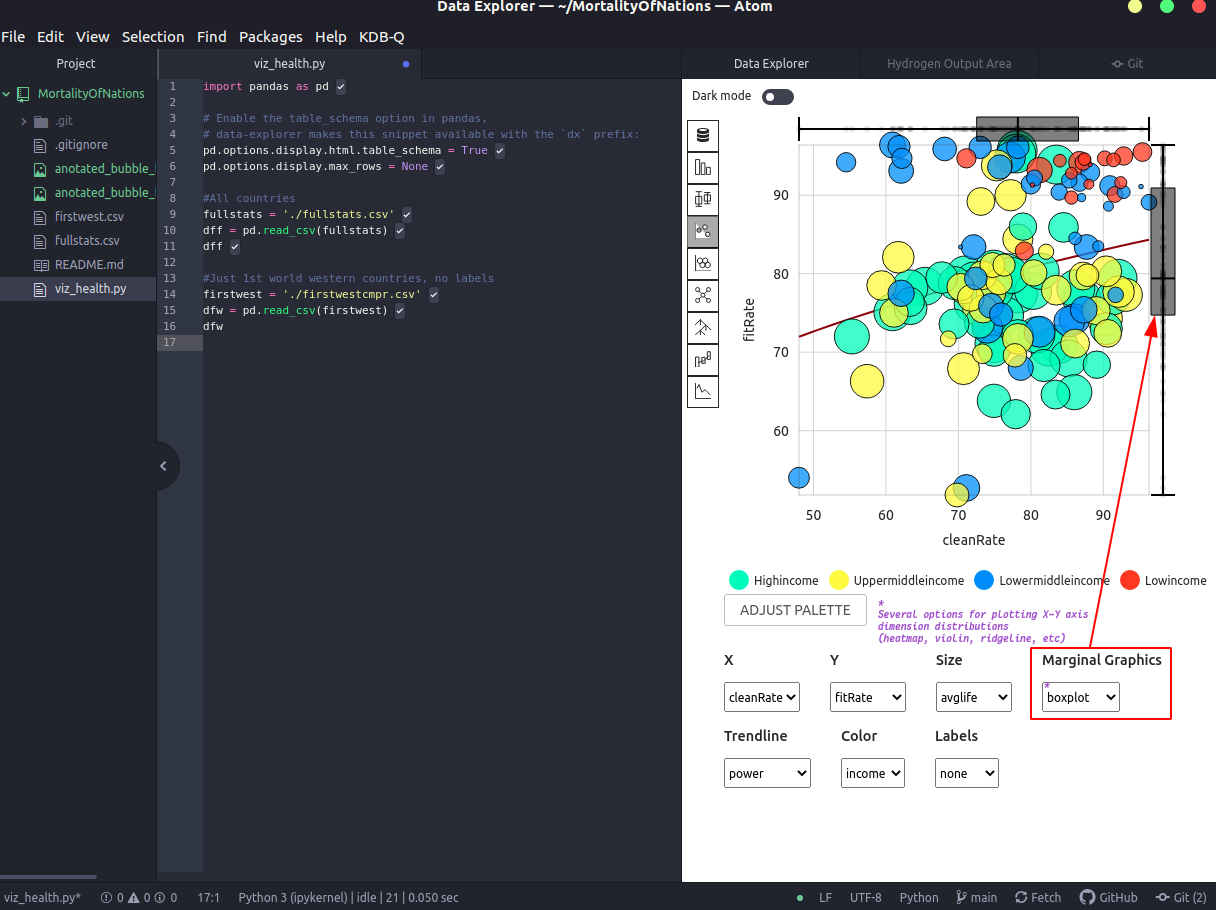 Data Explorer — ~/MortalityOfNations — Atom
File Edit View Selection Find Packages Help KDB-Q
Project
MortalityOfNations
.git
.gitignore
anotated_bubble_
anotated_bubble_
firstwest.csv
fullstats.csv
README.md
viz_health.py
viz_health.py
1 import pandas as pd
2
3 # Enable the table_schema option in pandas,
4 # data-explorer makes this snippet available with the `dx` prefix:
5 pd.options.display.html.table_schema = True
6 pd.options.display.max_rows = None
7
8 #All countries
9 fullstats = './fullstats.csv'
10 dff = pd.read_csv(fullstats)
11 dff
12
13 #Just 1st world western countries, no labels
14 firstwest = './firstwestcmpr.csv'
15 dfw = pd.read_csv(firstwest)
16 dfw
17
Data Explorer Hydrogen Output Area Git
Dark mode
90
80
70
60
fitRate
50 60 70 80 90
cleanRate
Highincome Uppermiddleincome Lowermiddleincome Lowincome
ADJUST PALETTE
*
Several options for plotting X-Y axis
dimension distributions
(heatmap, violin, ridgeline, etc)
X Y Size Marginal Graphics
*
cleanRate fitRate avglife boxplot
Trendline Color Labels
power income none
viz_health.py* 0 0 0 17:1 Python 3 (ipykernel) | idle | 21 | 0.050 sec LF UTF-8 Python main Fetch GitHub Git (2)